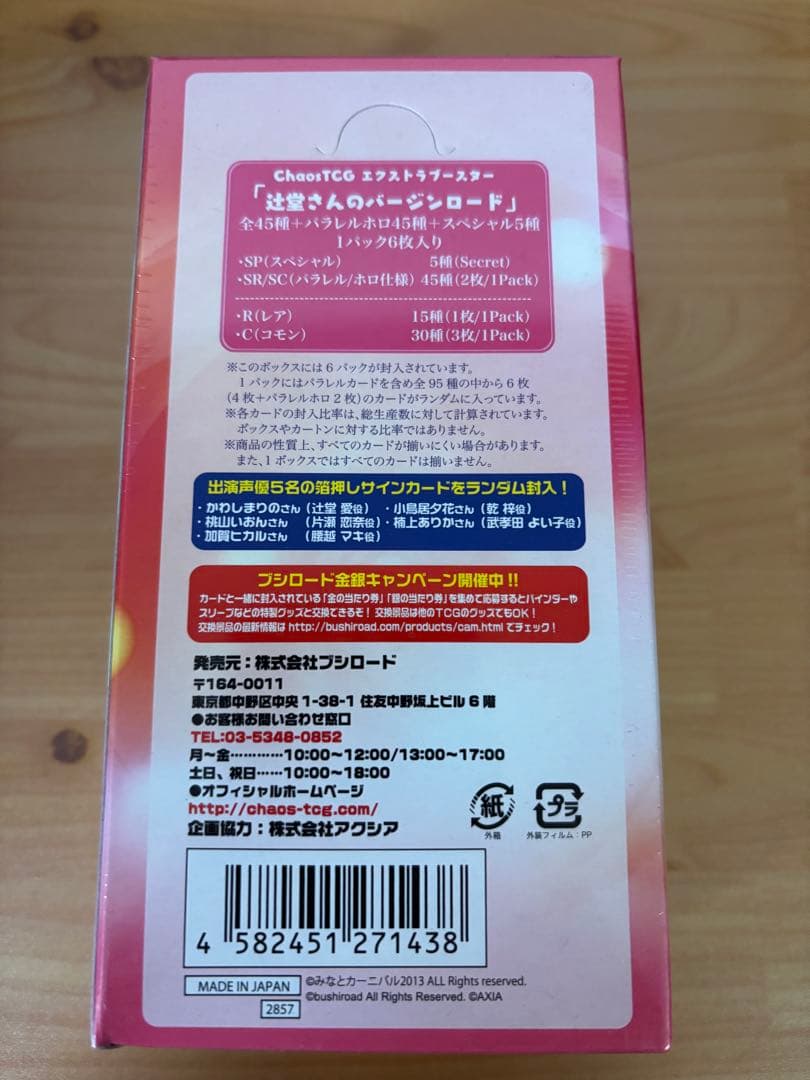 ChaosTCG エクストラブースター
「辻堂さんのバージンロード」
全45種＋パラレルホロ45種＋スペシャル5種
1パック6枚入り
・SP(スペシャル) 5種(Secret)
・SR/SC(パラレル/ホロ仕様) 45種(2枚/1Pack)
・R(レア) 15種(1枚/1Pack)
・C(コモン) 30種(3枚/1Pack)
※このボックスには6パックが封入されています。
1パックにはパラレルカードを含め全95種の中から6枚
(4枚+パラレルホロ2枚)のカードがランダムに入っています。
※各カードの封入比率は、総生産数に対して計算されています。
ボックスやカートンに対する比率ではありません。
※商品の性質上、すべてのカードが揃いにくい場合があります。
また、1ボックスではすべてのカードは揃いません。
出演声優5名の箔押しサインカードをランダム封入！
・かわしまりのさん（辻堂 愛役） ・小鳥居夕花さん（乾 梓役）
・桃山いおんさん（片瀬 恋奈役）・楠上ありかさん（武孝田 よい子役）
・加賀ヒカルさん（腰越 マキ役）
ブシロード金銀キャンペーン開催中!!
カードと一緒に封入されている「金の当たり券」「銀の当たり券」を集めて応募するとバインダーや
スリーブなどの特製グッズと交換できるぞ！ 交換景品は他のTCGのグッズでもOK！
交換景品の最新情報は http://bushiroad.com/products/cam.html でチェック！
発売元：株式会社ブシロード
〒164-0011
東京都中野区中央1-38-1 住友中野坂上ビル6階
●お客様お問い合わせ窓口
TEL:03-5348-0852
月～金…………10:00～12:00/13:00～17:00
土日、祝日……10:00～18:00
●オフィシャルホームページ
http://chaos-tcg.com/
企画協力：株式会社アクシア
紙
外箱
プラ
外装フィルム：PP
4 582451 271438
MADE IN JAPAN
©みなとカーニバル2013 ALL Rights reserved.
©bushiroad All Rights Reserved. ©AXIA
2857